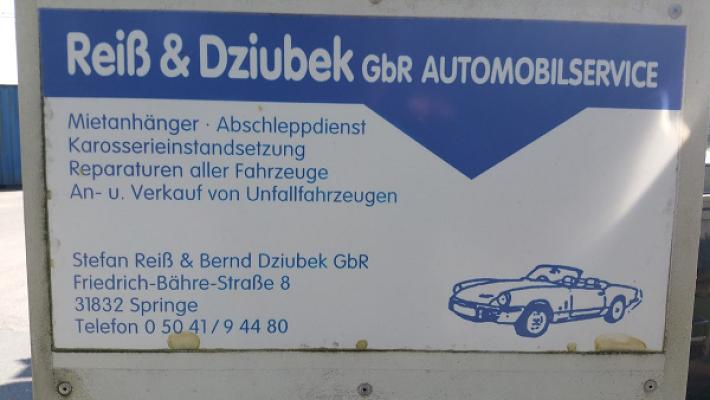 Reiß & Dziubek GbR AUTOMOBILSERVICE
Mietanhänger · Abschleppdienst
Karosserieinstandsetzung
Reparaturen aller Fahrzeuge
An- u. Verkauf von Unfallfahrzeugen
Stefan Reiß & Bernd Dziubek GbR
Friedrich-Bähre-Straße 8
31832 Springe
Telefon 0 50 41 / 9 44 80